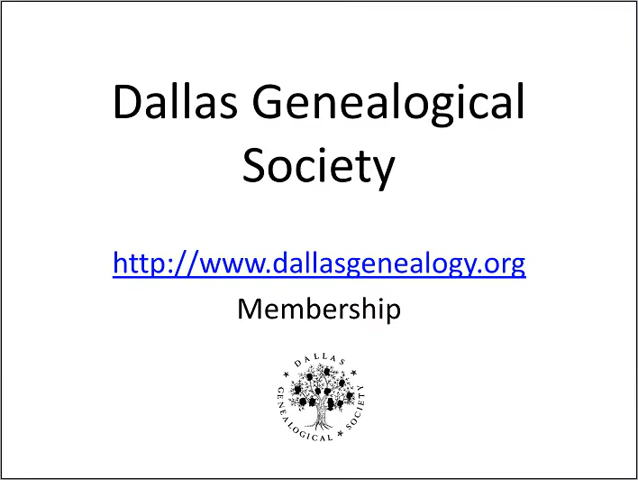 Dallas Genealogical
Society
http://www.dallasgenealogy.org
Membership
DALLAS
GENEALOGICAL
SOCIETY